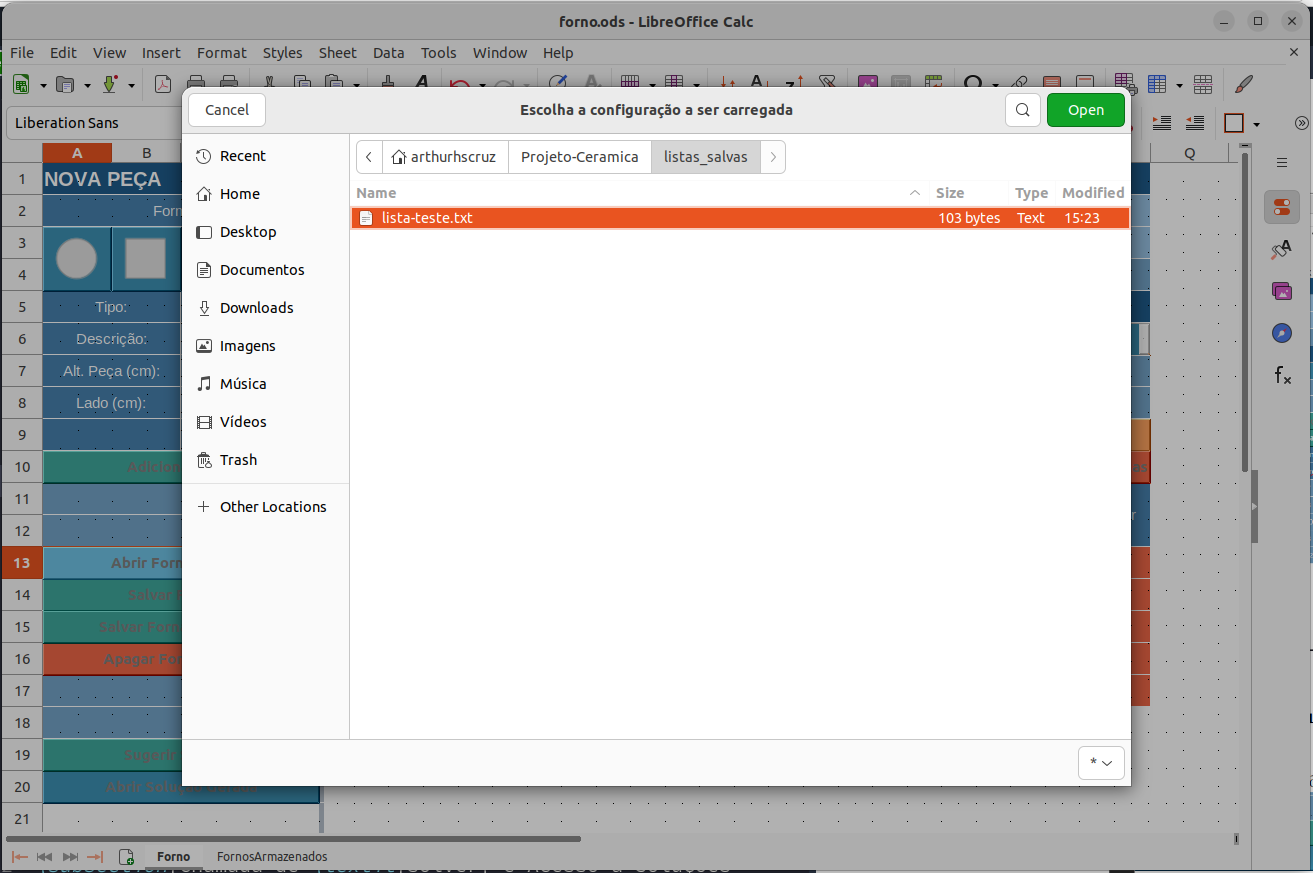 forno.ods - LibreOffice Calc
File Edit View Insert Format Styles Sheet Data Tools Window Help
Cancel
Escolha a configuração a ser carregada
Open
Liberation Sans
Recent
Home
Desktop
Documentos
Downloads
Imagens
Música
Vídeos
Trash
Other Locations
arthurhscruz
Projeto-Ceramica
listas_salvas
Name Size Type Modified
lista-teste.txt 103 bytes Text 15:23
*
A B Q
1 NOVA PEÇA
2 Form
3
4
5 Tipo:
6 Descrição:
7 Alt. Peça (cm):
8 Lado (cm):
9
10 Adicion
11
12
13 Abrir Forn
14 Salvar
15 Salvar Forn
16 Apagar For
17
18
19 Sugerir
20
21
Forno FornosArmazenados